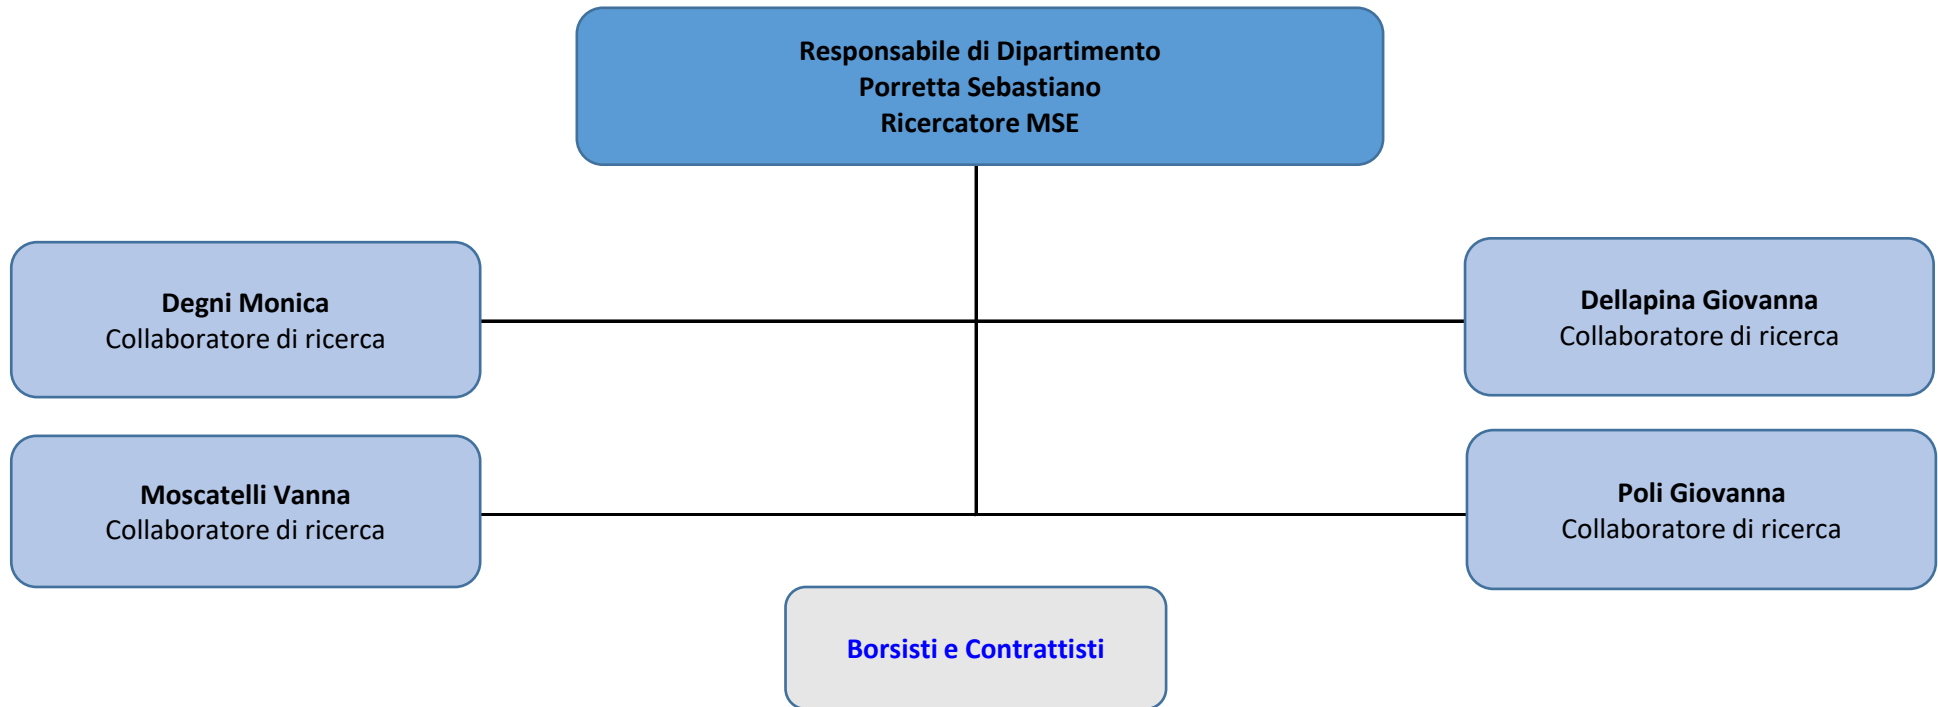 Responsabile di Dipartimento
Porretta Sebastiano
Ricercatore MSE
Degni Monica
Collaboratore di ricerca
Dellapina Giovanna
Collaboratore di ricerca
Moscatelli Vanna
Collaboratore di ricerca
Poli Giovanna
Collaboratore di ricerca
Borsisti e Contrattisti